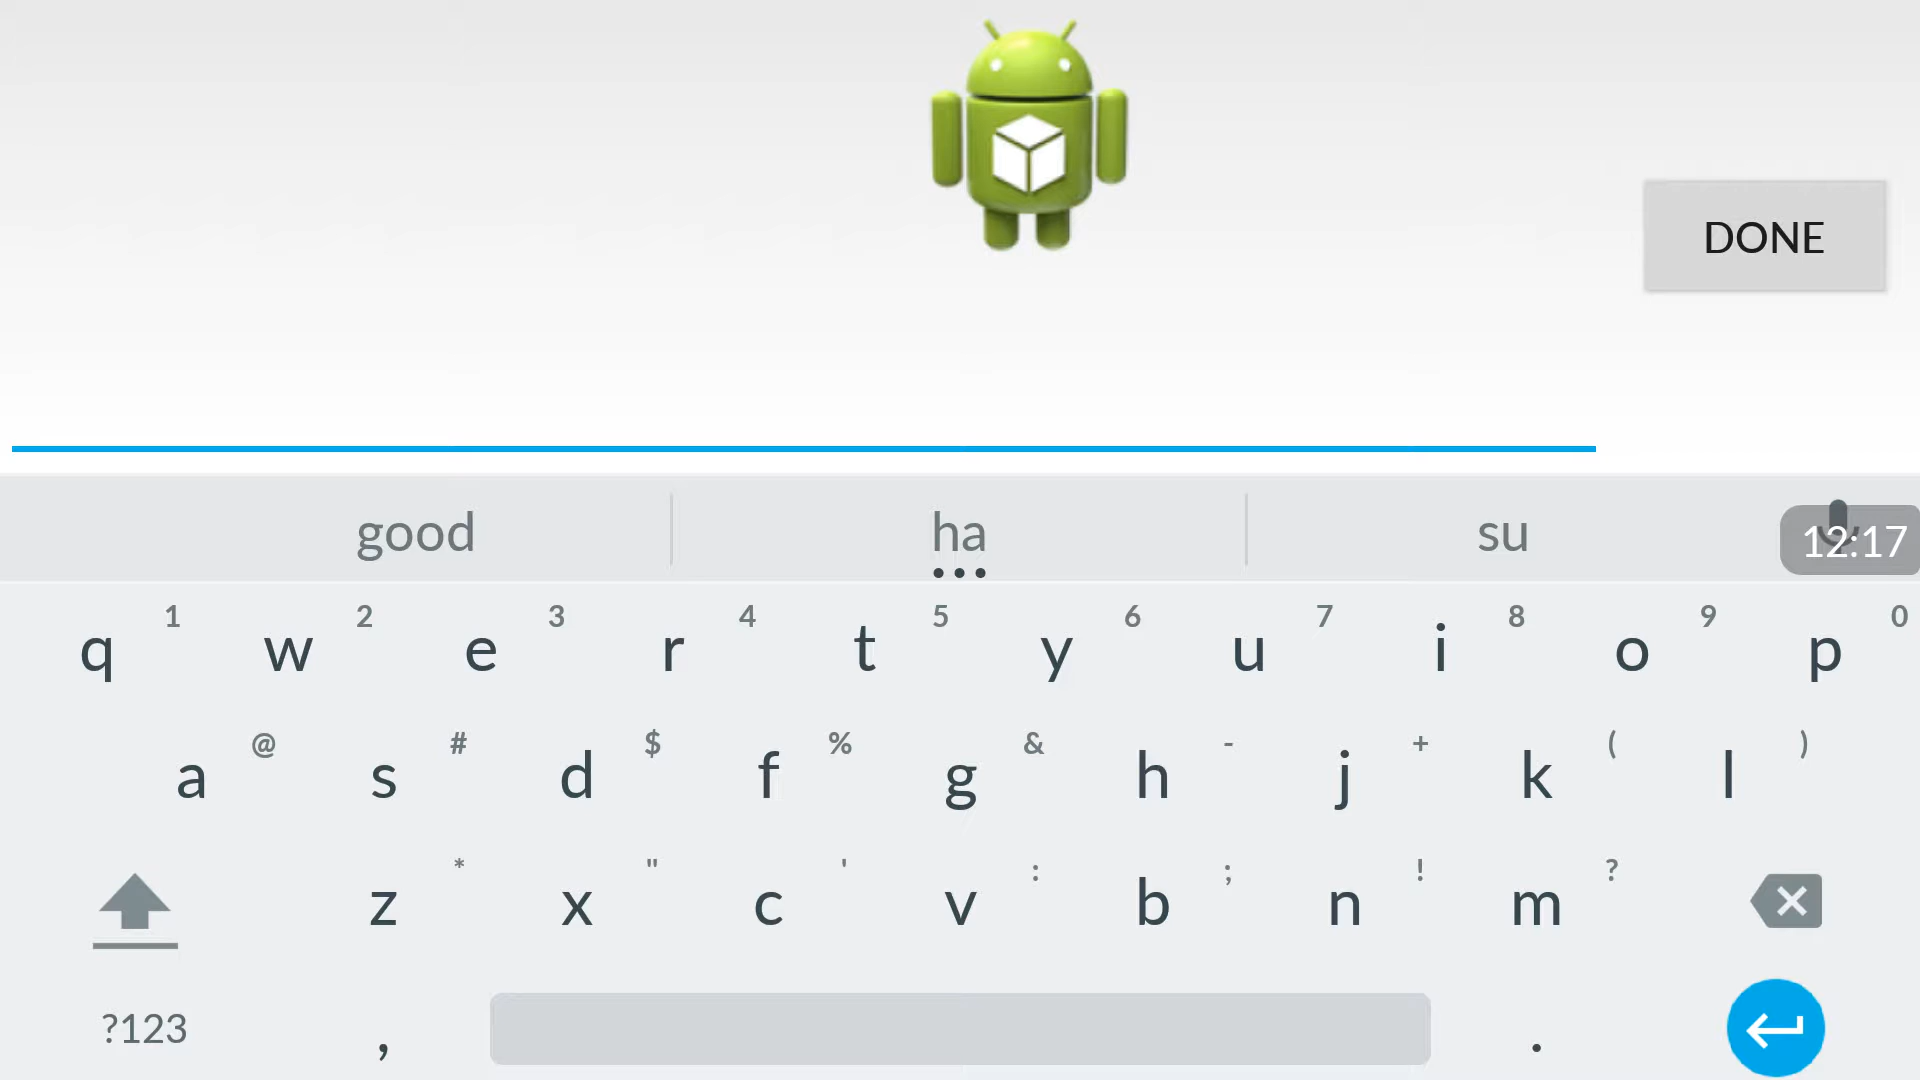 DONE
good ha su
12:17
q 1 w 2 e 3 r 4 t 5 y 6 u 7 i 8 o 9 p 0
a @ s # d $ f % g & h - j + k ( l )
z * x " c ' v : b ; n ! m ?
?123 , .